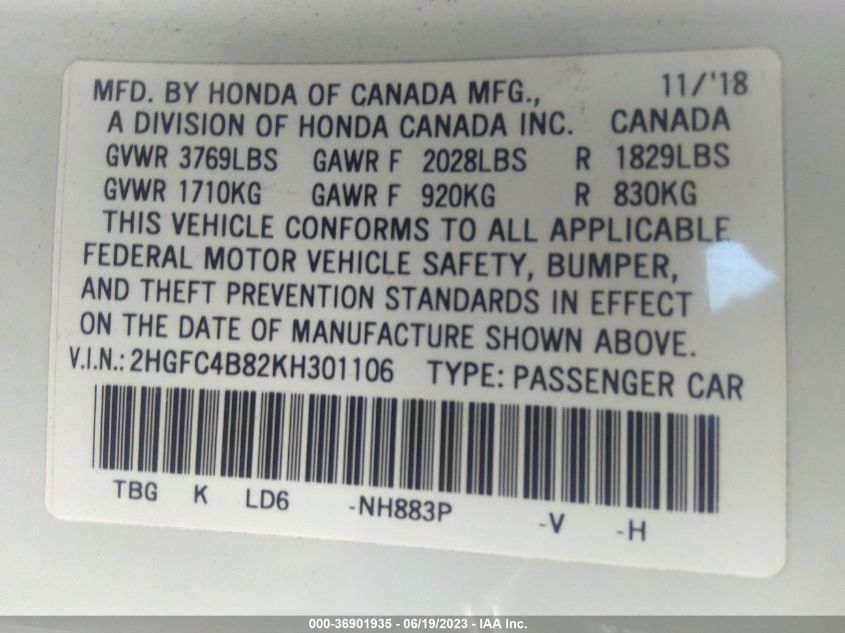 MFD. BY HONDA OF CANADA MFG., 11/'18
A DIVISION OF HONDA CANADA INC. CANADA
GVWR 3769LBS GAWR F 2028LBS R 1829LBS
GVWR 1710KG GAWR F 920KG R 830KG
THIS VEHICLE CONFORMS TO ALL APPLICABLE
FEDERAL MOTOR VEHICLE SAFETY, BUMPER,
AND THEFT PREVENTION STANDARDS IN EFFECT
ON THE DATE OF MANUFACTURE SHOWN ABOVE.
V.I.N.: 2HGFC4B82KH301106 TYPE: PASSENGER CAR
TBG K LD6 -NH883P -V -H
000-36901935 - 06/19/2023 - IAA Inc.